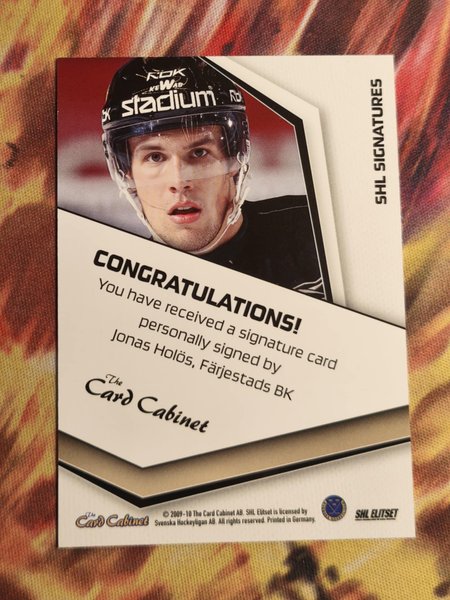 RBK
stadium
SHL SIGNATURES
CONGRATULATIONS!
You have received a signature card
personally signed by
Jonas Holös, Färjestads BK
The
Card Cabinet
The
Card Cabinet
© 2009-10 The Card Cabinet AB. SHL Elitset is licensed by
Svenska Hockeyligan AB. All rights reserved. Printed in Germany.
SHL ELITSET